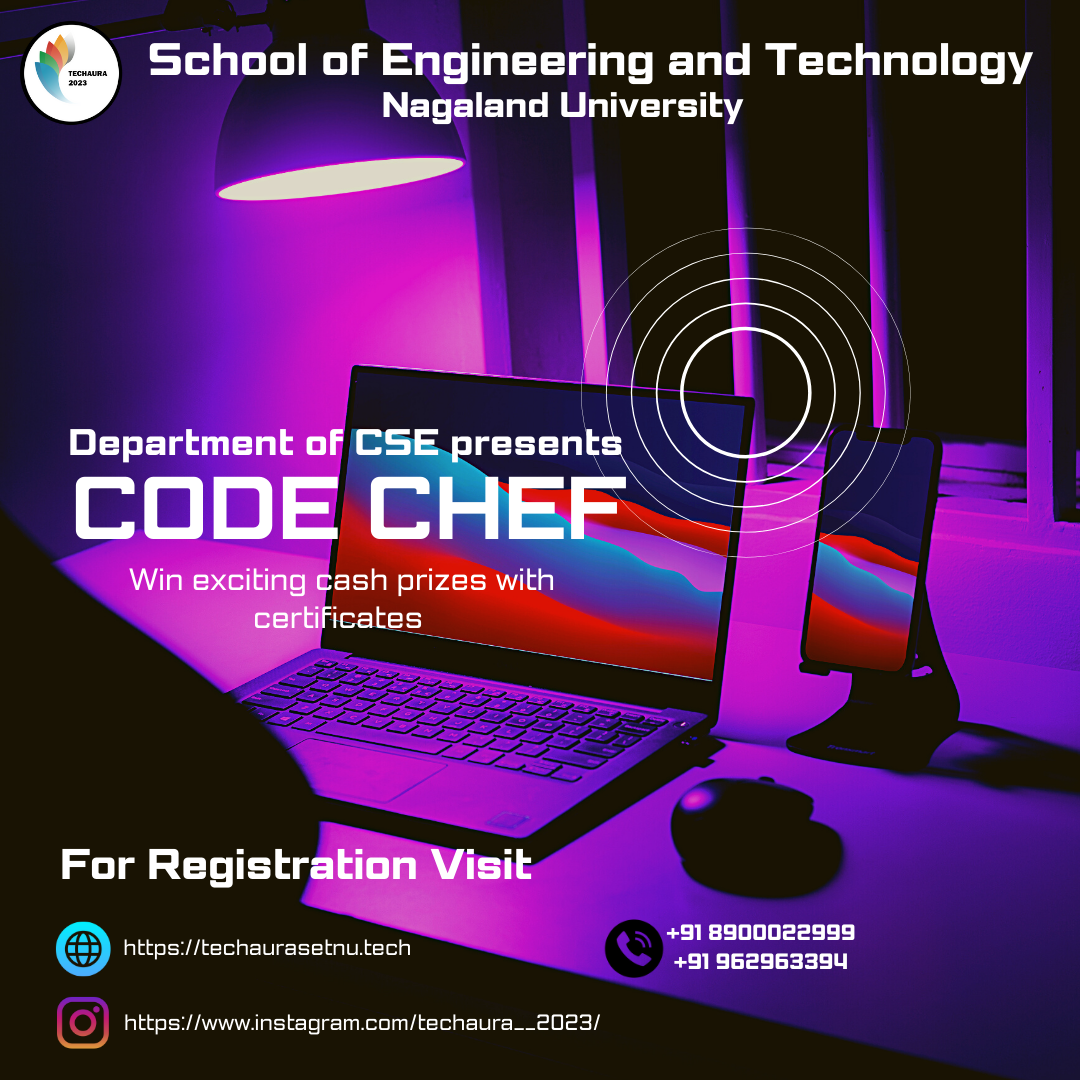 TECHAURA
2023
School of Engineering and Technology
Nagaland University
Department of CSE presents
CODE CHEF
Win exciting cash prizes with
certificates
For Registration Visit
https://techaurasetnu.tech
+91 8900022999
+91 962963394
https://www.instagram.com/techaura__2023/